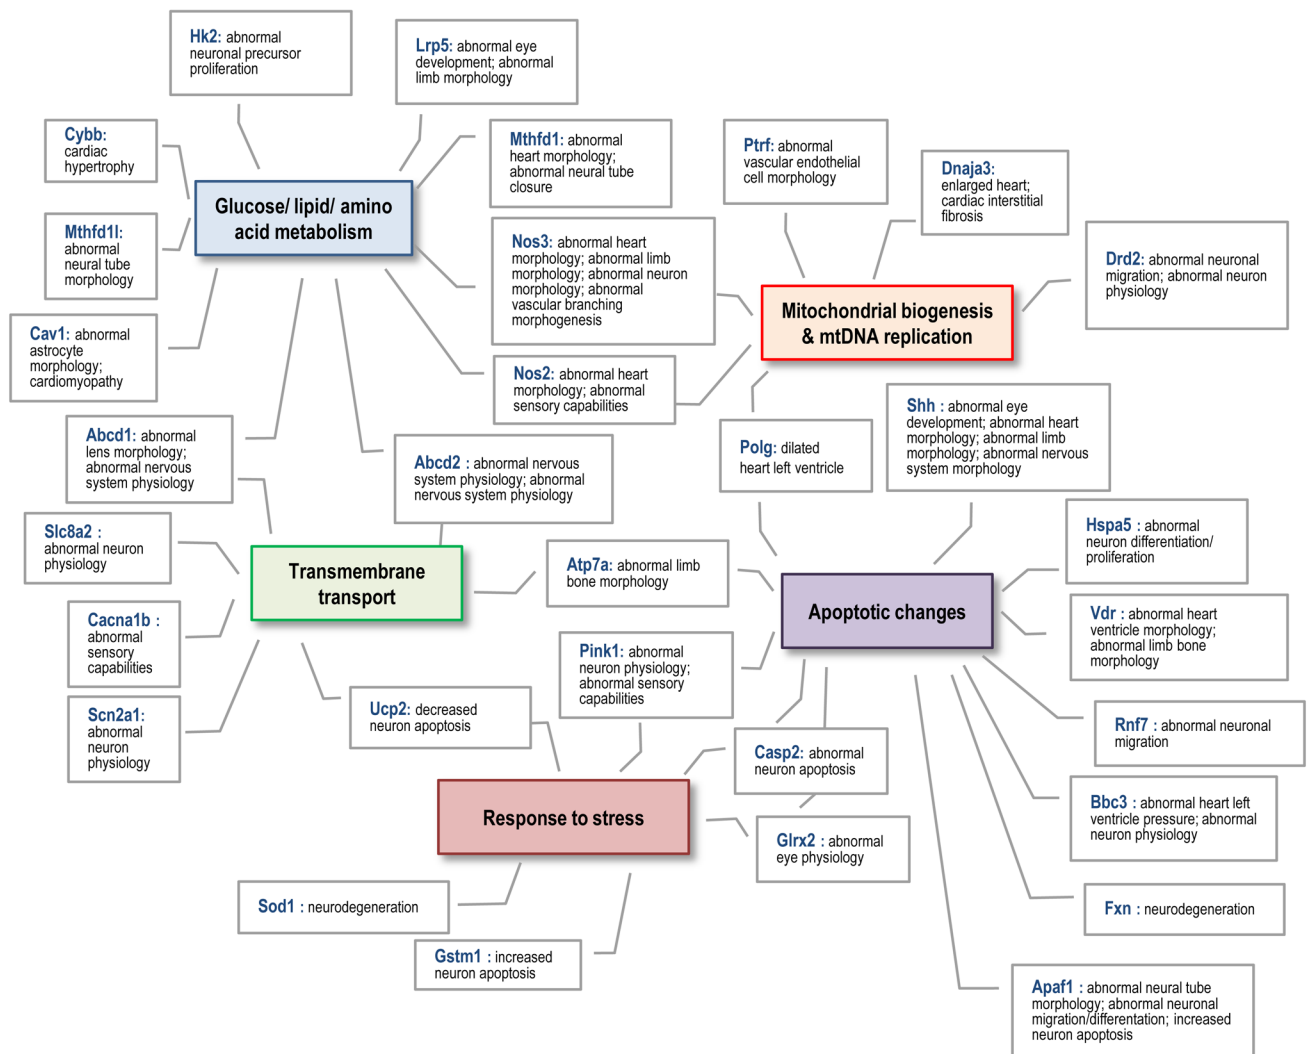 Hk2: abnormal
neuronal precursor
proliferation
Lrp5: abnormal eye
development; abnormal
limb morphology
Cybb:
cardiac
hypertrophy
Mthfd1: abnormal
heart morphology;
abnormal neural tube
closure
Ptrf: abnormal
vascular endothelial
cell morphology
Dnaja3:
enlarged heart;
cardiac interstitial
fibrosis
Glucose/ lipid/ amino
acid metabolism
Mthfd1l:
abnormal
neural tube
morphology
Nos3: abnormal heart
morphology; abnormal limb
morphology; abnormal neuron
morphology; abnormal
vascular branching
morphogenesis
Drd2: abnormal neuronal
migration; abnormal neuron
physiology
Mitochondrial biogenesis
& mtDNA replication
Cav1: abnormal
astrocyte
morphology;
cardiomyopathy
Nos2: abnormal heart
morphology; abnormal
sensory capabilities
Shh : abnormal eye
development; abnormal heart
morphology; abnormal limb
morphology; abnormal nervous
system morphology
Abcd1: abnormal
lens morphology;
abnormal nervous
system physiology
Abcd2 : abnormal nervous
system physiology; abnormal
nervous system physiology
Polg: dilated
heart left ventricle
Slc8a2 :
abnormal neuron
physiology
Hspa5 : abnormal
neuron differentiation/
proliferation
Transmembrane
transport
Atp7a: abnormal limb
bone morphology
Apoptotic changes
Cacna1b :
abnormal
sensory
capabilities
Vdr : abnormal heart
ventricle morphology;
abnormal limb bone
morphology
Pink1: abnormal
neuron physiology;
abnormal sensory
capabilities
Scn2a1:
abnormal
neuron
physiology
Ucp2: decreased
neuron apoptosis
Rnf7 : abnormal neuronal
migration
Casp2: abnormal
neuron apoptosis
Response to stress
Bbc3 : abnormal heart left
ventricle pressure; abnormal
neuron physiology
Glrx2 : abnormal
eye physiology
Sod1 : neurodegeneration
Fxn : neurodegeneration
Gstm1 : increased
neuron apoptosis
Apaf1 : abnormal neural tube
morphology; abnormal neuronal
migration/differentation; increased
neuron apoptosis